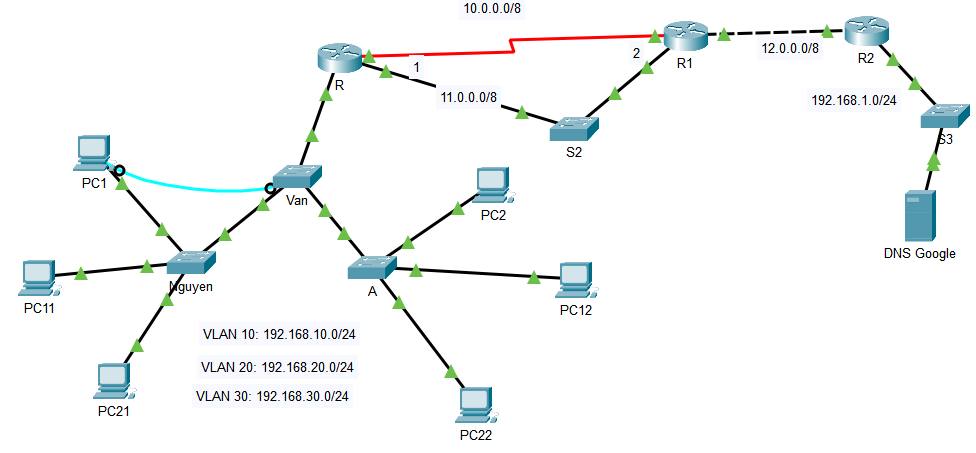 10.0.0.0/8
R
1
2
R1
12.0.0.0/8
R2
11.0.0.0/8
192.168.1.0/24
S2
S3
PC1
Van
PC2
DNS Google
Nguyen
A
PC11
PC12
VLAN 10: 192.168.10.0/24
VLAN 20: 192.168.20.0/24
VLAN 30: 192.168.30.0/24
PC21
PC22